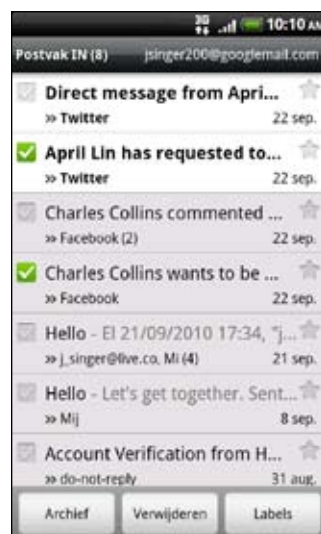 3G 10:10 AM
Postvak IN (8) jsinger200@googlemail.com
Direct message from Apri...
» Twitter 22 sep.
April Lin has requested to...
» Twitter 22 sep.
Charles Collins commented ...
» Facebook (2) 22 sep.
Charles Collins wants to be ...
» Facebook 22 sep.
Hello - El 21/09/2010 17:34, "j...
» j_singer@live.co, Mi (4) 21 sep.
Hello - Let's get together. Sent...
» Mij 8 sep.
Account Verification from H...
» do-not-reply 31 aug.
Archief Verwijderen Labels